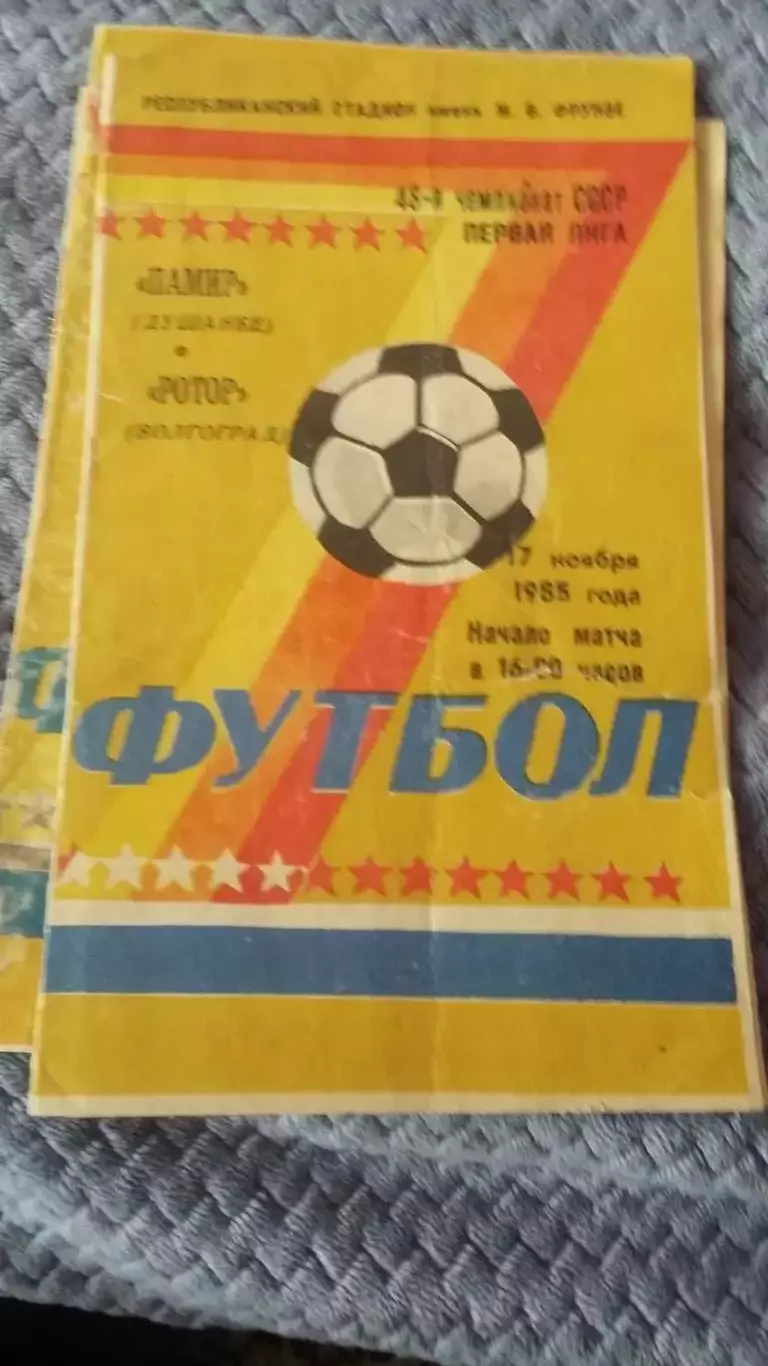 РЕСПУБЛИКАНСКИЙ СТАДИОН имени М. В. ФРУНЗЕ
48-й чемпионат СССР
ПЕРВАЯ ЛИГА
«ПАМИР»
(ДУШАНБЕ)
«РОТОР»
(ВОЛГОГРАД)
17 ноября
1985 года
Начало матча
в 16-00 часов
ФУТБОЛ